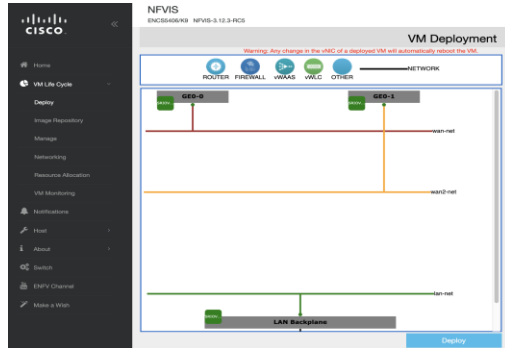 NFVIS
ENCS5406/K9 NFVIS-3.12.3-RC5
CISCO
VM Deployment
Warning: Any change in the vNIC of a deployed VM will automatically reboot the VM.
Home
VM Life Cycle
Deploy
Image Repository
Manage
Networking
Resource Allocation
VM Monitoring
Notifications
Host
About
Switch
ENFV Channel
Make a Wish
ROUTER FIREWALL vWAAS vWLC OTHER NETWORK
GE0-0 GE0-1
wan-net
wan2-net
lan-net
LAN Backplane
Deploy